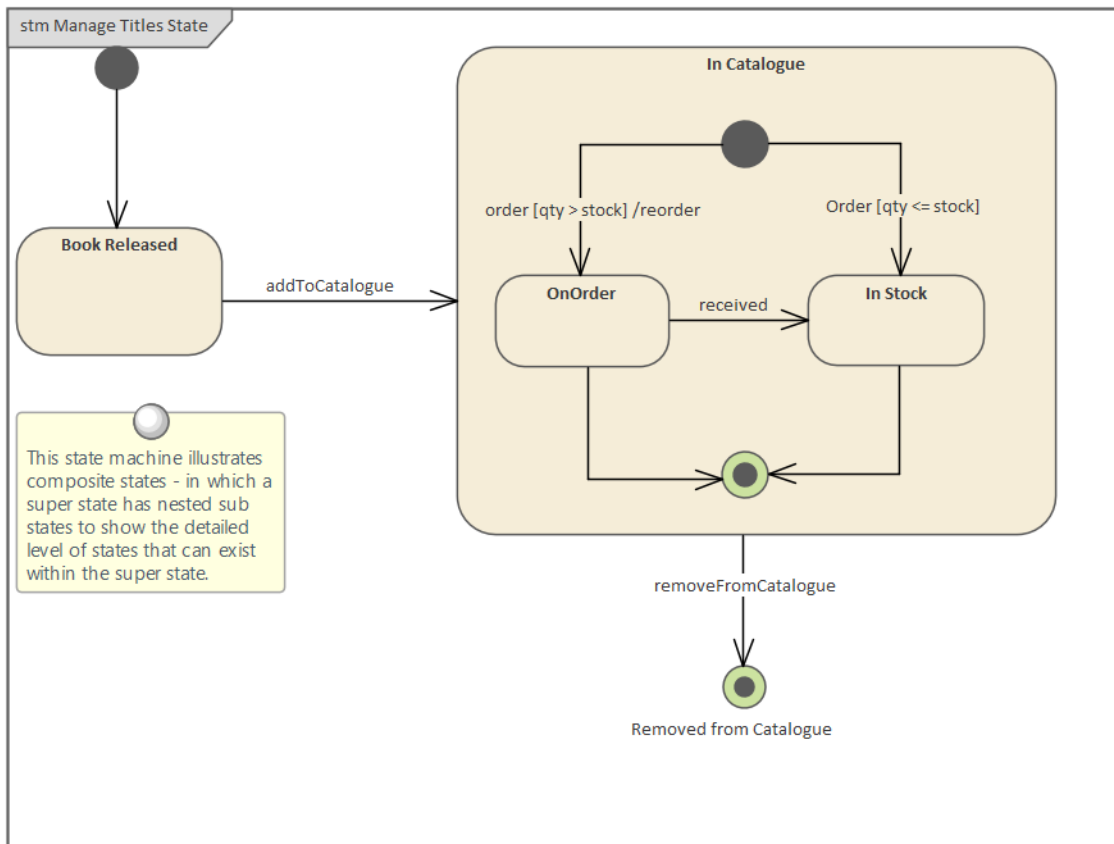 stm Manage Titles State
In Catalogue
order [qty > stock] /reorder
Order [qty <= stock]
Book Released
addToCatalogue
OnOrder
received
In Stock
This state machine illustrates
composite states - in which a
super state has nested sub
states to show the detailed
level of states that can exist
within the super state.
removeFromCatalogue
Removed from Catalogue